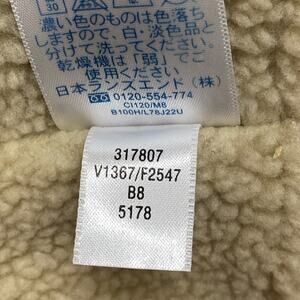 30
濃い色のものは色落ち
しますので、白・淡色品と
分けて洗ってください。
乾燥機は「弱」でご
使用ください。
日本ランズエンド(株)
0120-554-774
CI120/M8
B100H/L78J22U
317807
V1367/F2547
B8
5178